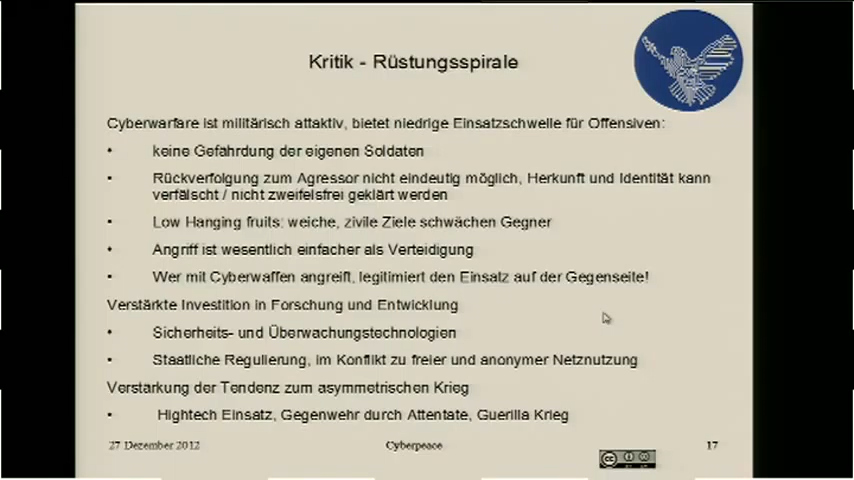 Kritik - Rüstungsspirale
Cyberwarfare ist militärisch attaktiv, bietet niedrige Einsatzschwelle für Offensiven:
• keine Gefährdung der eigenen Soldaten
• Rückverfolgung zum Agressor nicht eindeutig möglich, Herkunft und Identität kann
verfälscht / nicht zweifelsfrei geklärt werden
• Low Hanging fruits: weiche, zivile Ziele schwächen Gegner
• Angriff ist wesentlich einfacher als Verteidigung
• Wer mit Cyberwaffen angreift, legitimiert den Einsatz auf der Gegenseite!
Verstärkte Investition in Forschung und Entwicklung
• Sicherheits- und Überwachungstechnologien
• Staatliche Regulierung, im Konflikt zu freier und anonymer Netznutzung
Verstärkung der Tendenz zum asymmetrischen Krieg
• Hightech Einsatz, Gegenwehr durch Attentate, Guerilla Krieg
27 Dezember 2012 Cyberpeace 17
cc